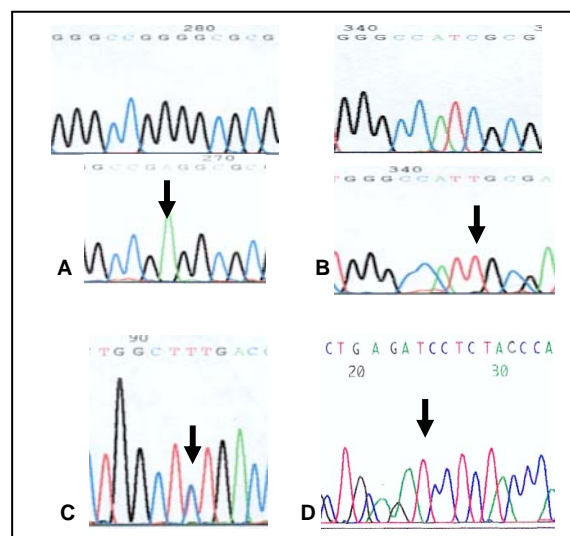 280
G G G C C G G G G C G C G
340
G G G C C A T C G C G
270
G C C G A G G C G C
A
340
T G G G C C A T T G C G A
B
90
T G G C T T T G A C
C
C T G A G A T C C T C T A C C C A
20 30
D